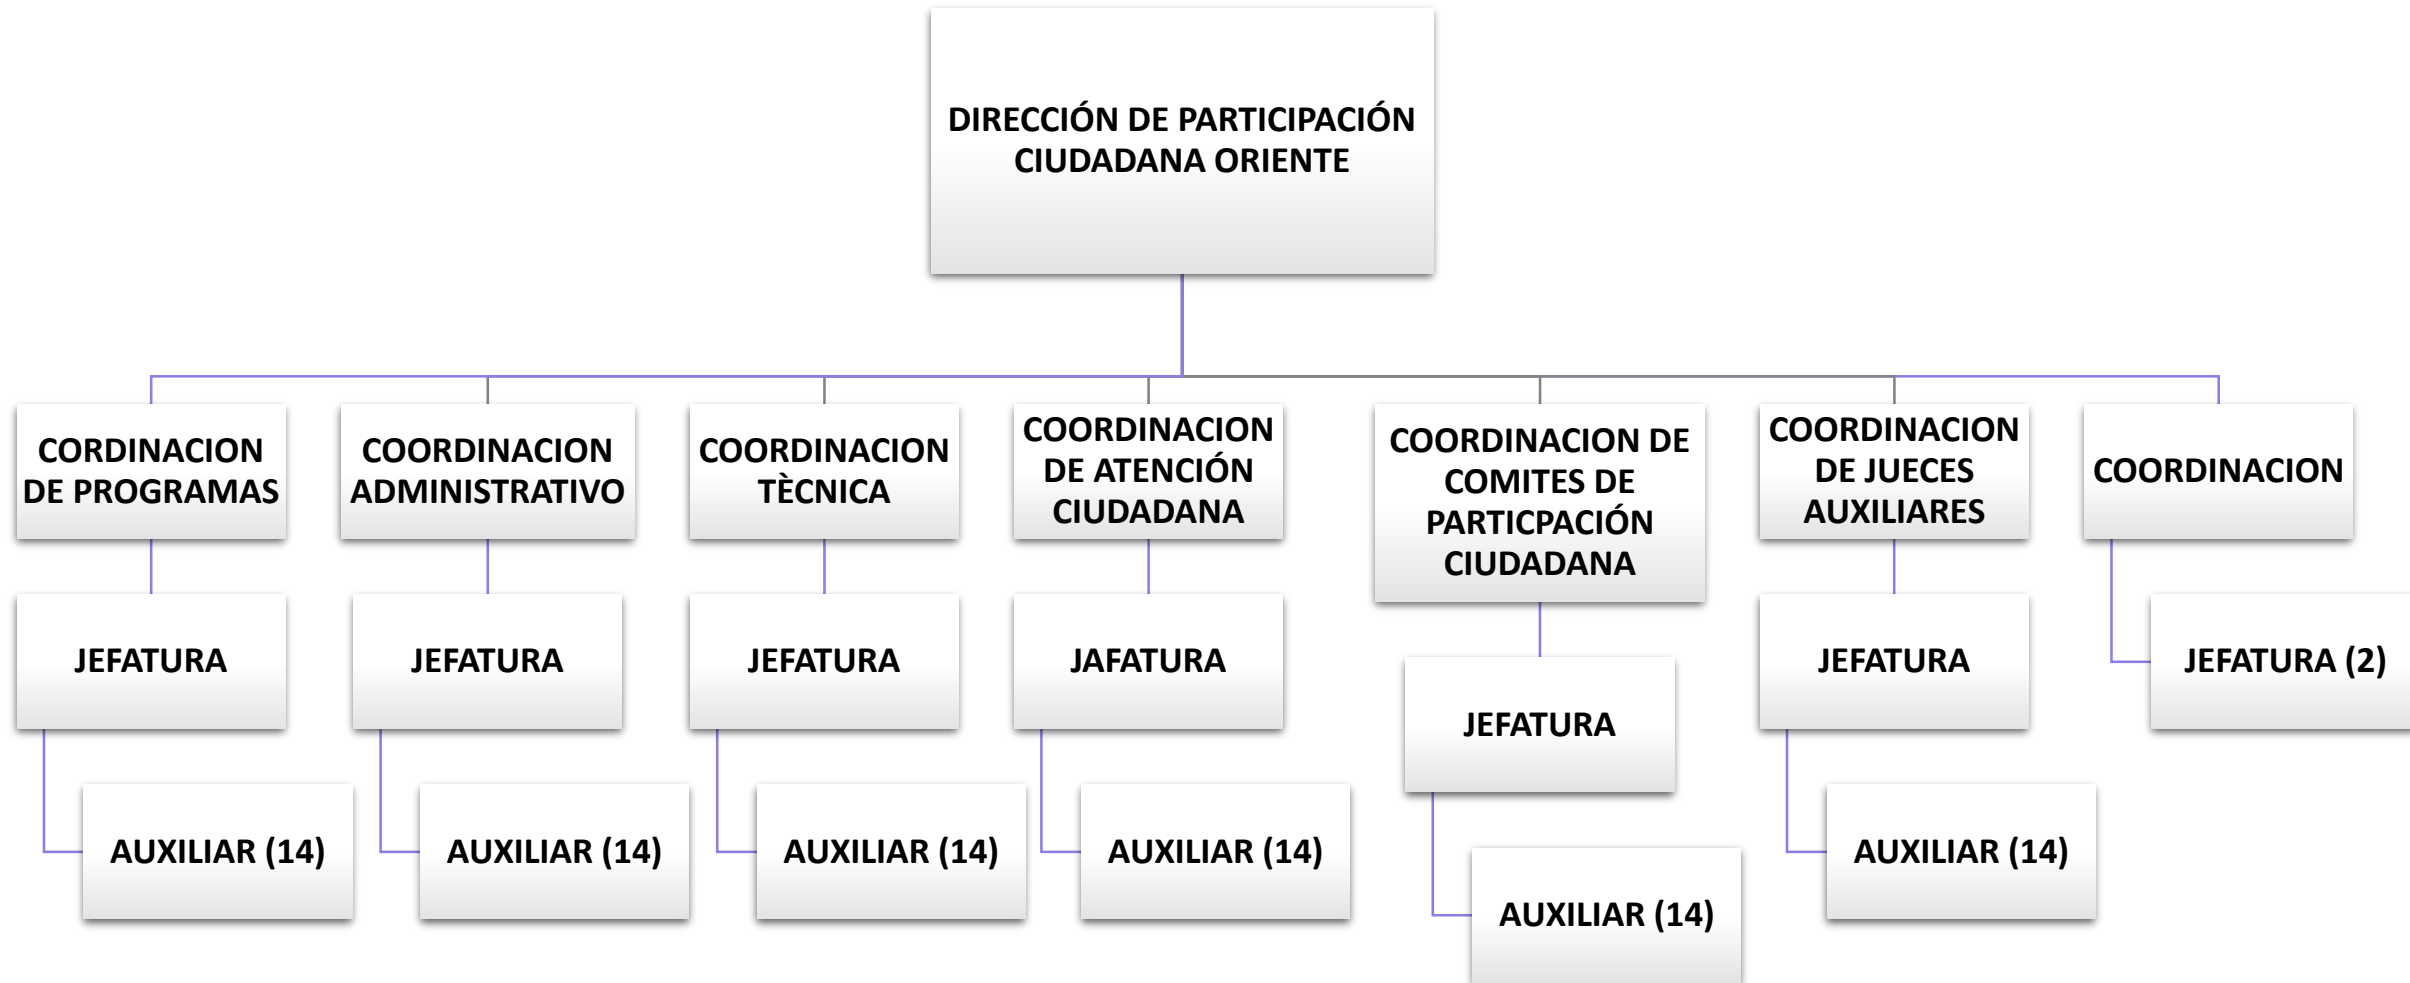 DIRECCIÓN DE PARTICIPACIÓN
CIUDADANA ORIENTE
CORDINACION
DE PROGRAMAS
COORDINACION
ADMINISTRATIVO
COORDINACION
TÈCNICA
COORDINACION
DE ATENCIÓN
CIUDADANA
COORDINACION DE
COMITES DE
PARTICPACIÓN
CIUDADANA
COORDINACION
DE JUECES
AUXILIARES
COORDINACION
JEFATURA
JEFATURA
JEFATURA
JAFATURA
JEFATURA
JEFATURA
JEFATURA (2)
AUXILIAR (14)
AUXILIAR (14)
AUXILIAR (14)
AUXILIAR (14)
AUXILIAR (14)
AUXILIAR (14)